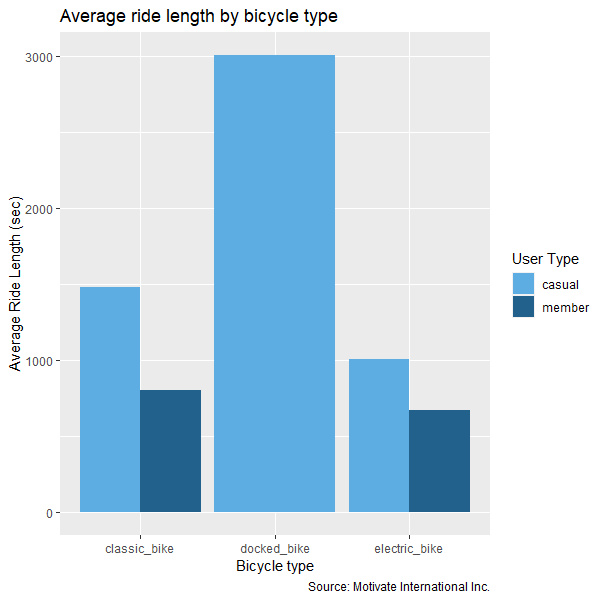 Average ride length by bicycle type
Average Ride Length (sec)
3000
2000
1000
0
classic_bike docked_bike electric_bike
Bicycle type
User Type
casual
member
Source: Motivate International Inc.